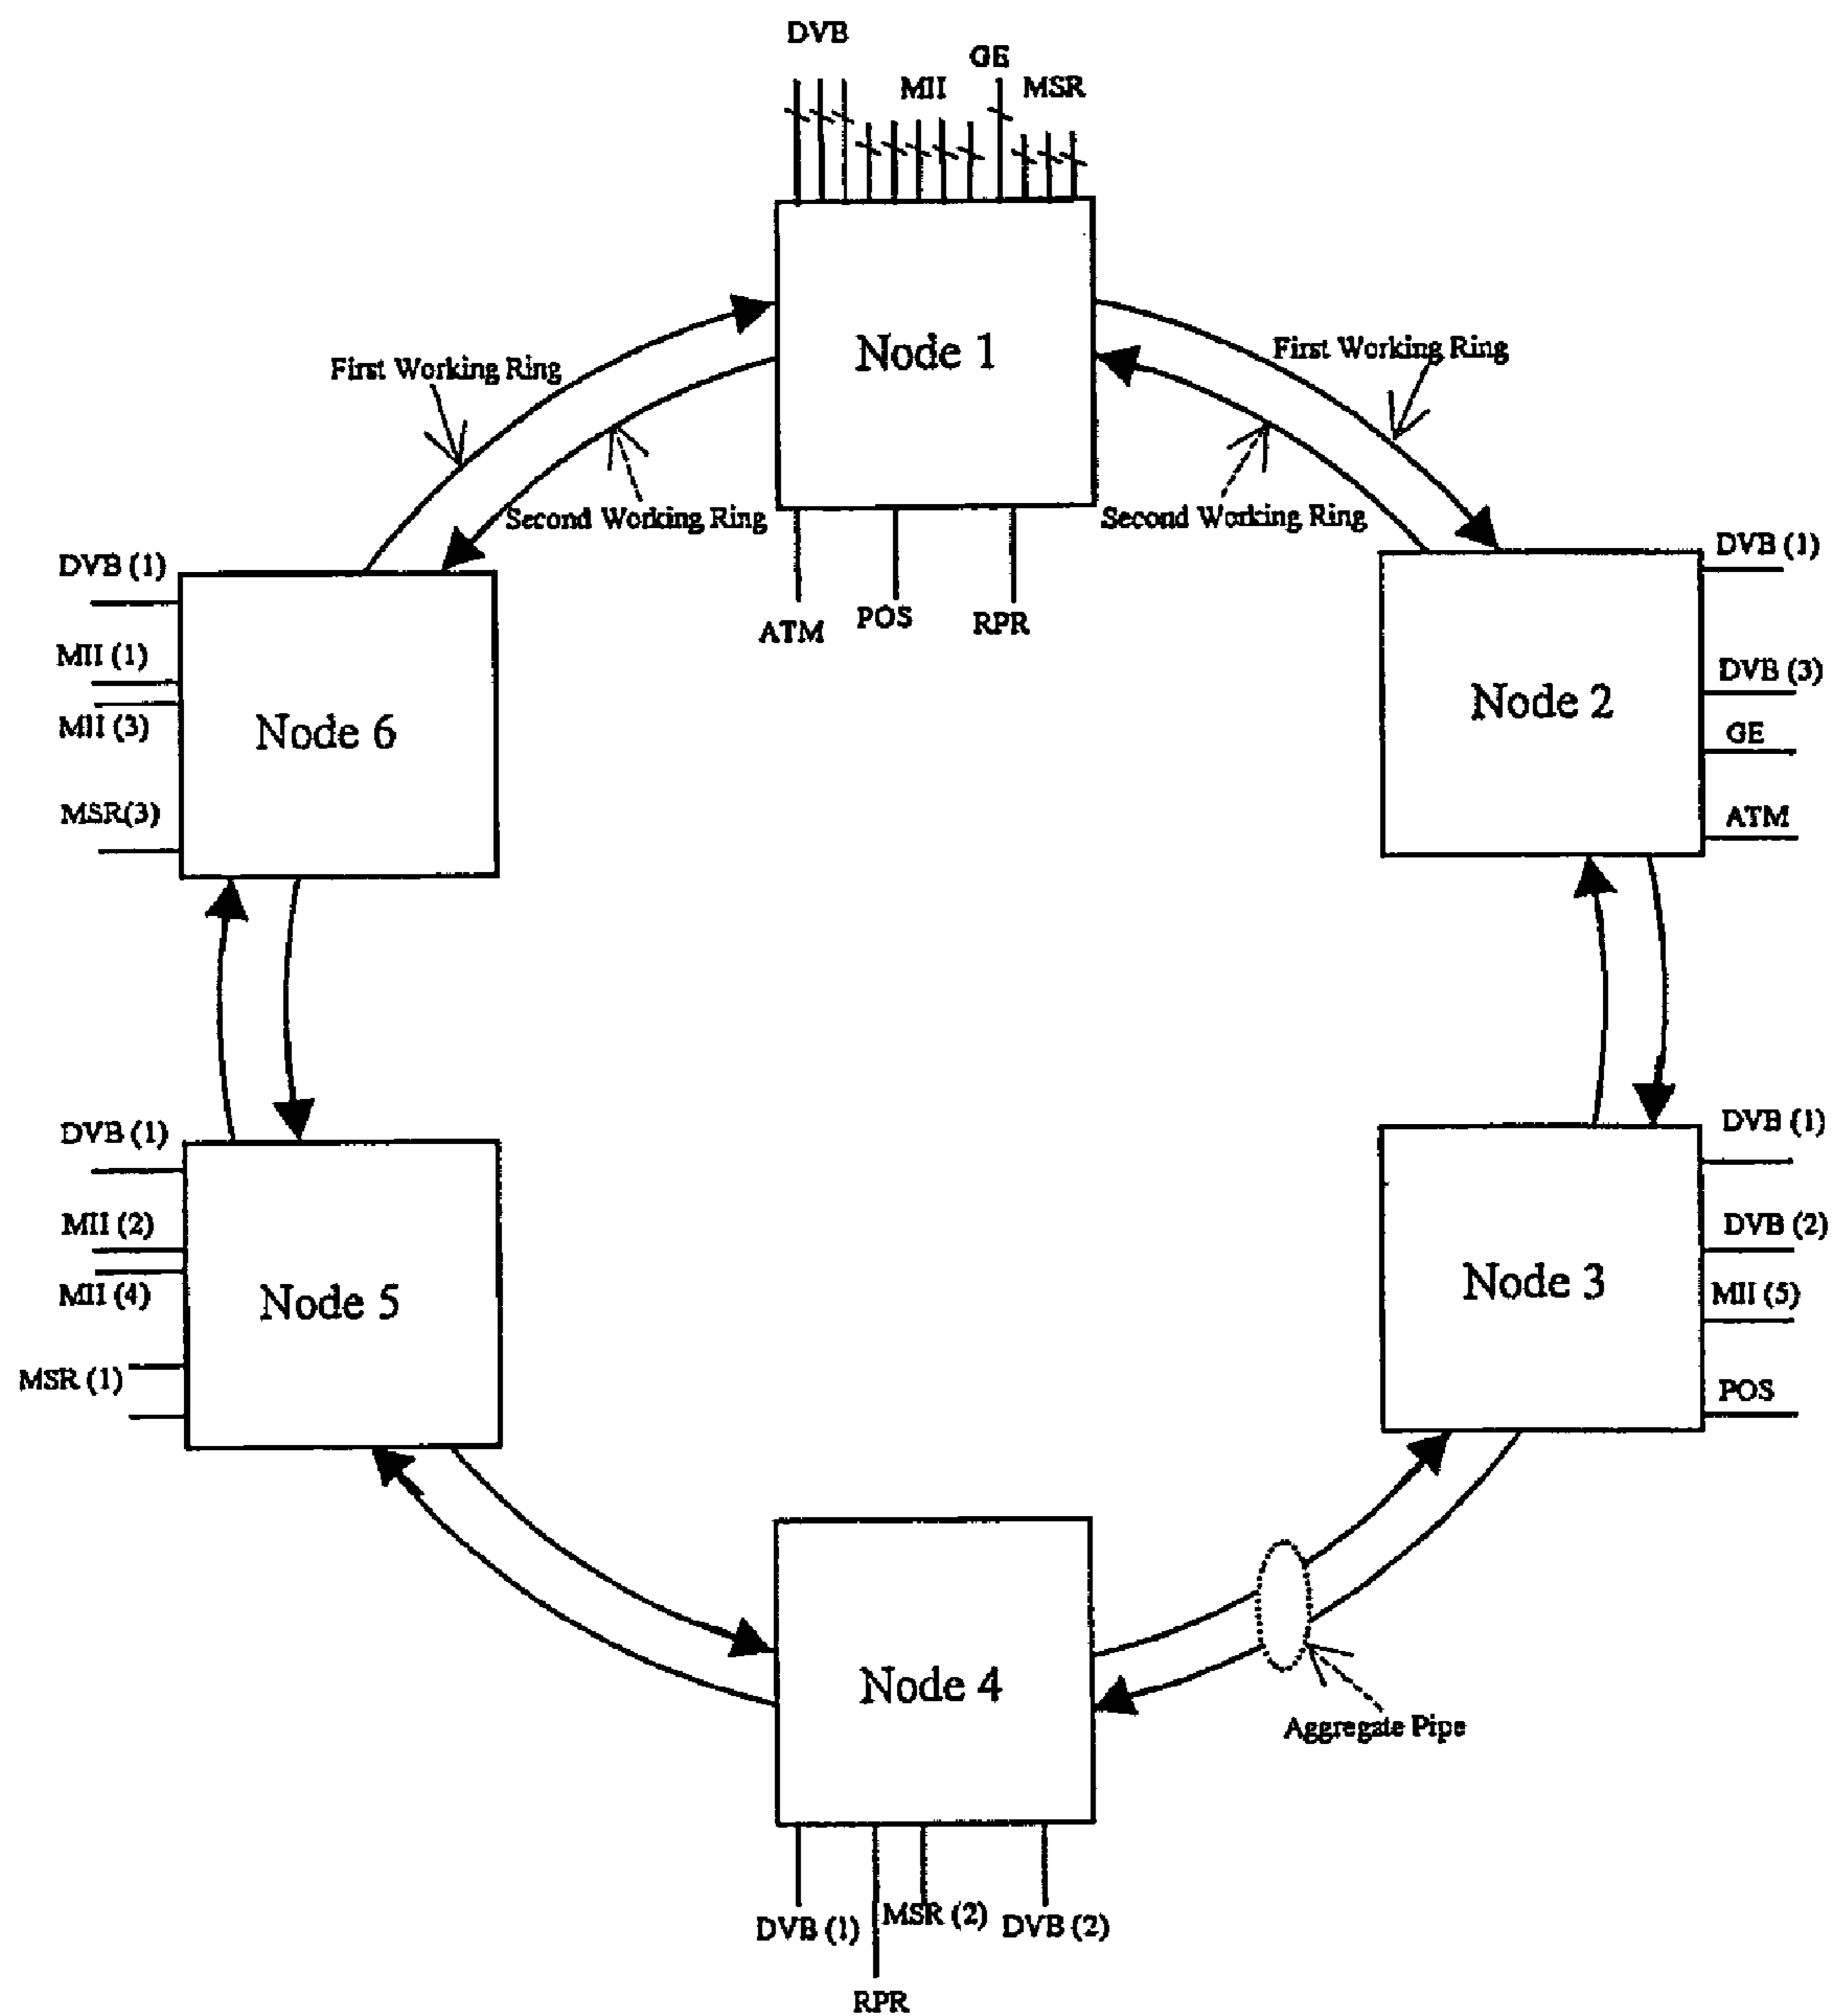 DVB
GE
MII
MSR
Node 1
First Working Ring
First Working Ring
Second Working Ring
Second Working Ring
ATM
POS
RPR
DVB (1)
MII (1)
MII (3)
MSR(3)
Node 6
DVB (1)
DVB (3)
GE
ATM
Node 2
DVB (1)
MII (2)
MII (4)
MSR (1)
Node 5
DVB (1)
DVB (2)
MII (5)
POS
Node 3
Node 4
Aggregate Pipe
DVB (1)
MSR (2)
DVB (2)
RPR